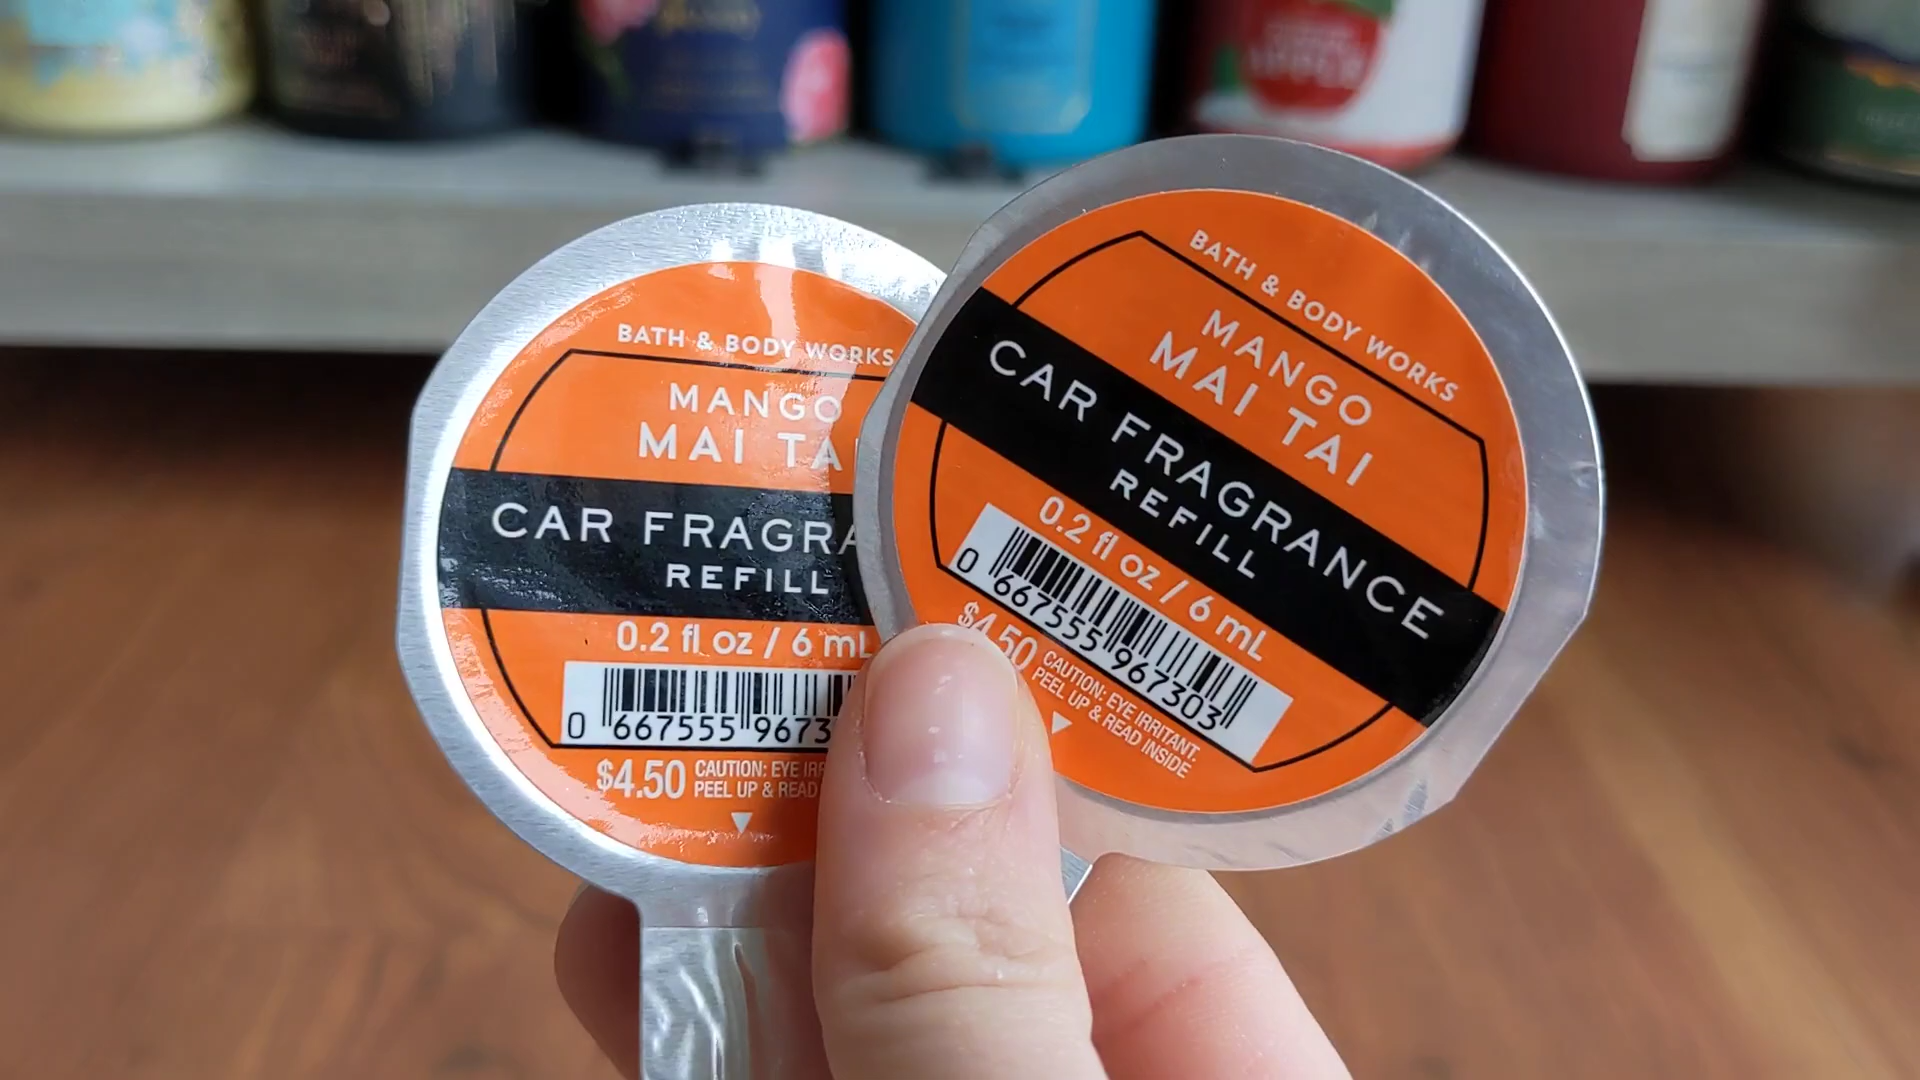 BATH & BODY WORKS
MANGO
MAI TA
CAR FRAGRA
REFILL
0.2 fl oz / 6 mL
0 667555 9673
$4.50
CAUTION: EYE IRR
PEEL UP & READ
BATH & BODY WORKS
MANGO
MAI TAI
CAR FRAGRANCE
REFILL
0.2 fl oz / 6 mL
0 667555 967303
$4.50
CAUTION: EYE IRRITANT.
PEEL UP & READ INSIDE
APPLE